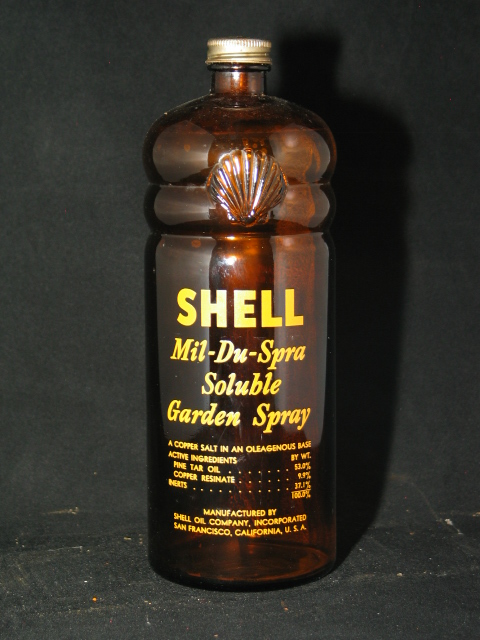 SHELL
Mil-Du-Spra
Soluble
Garden Spray
A COPPER SALT IN AN OLEAGENOUS BASE
ACTIVE INGREDIENTS BY WT.
PINE TAR OIL . . . . . . . 53.0%
COPPER RESINATE . . . . . . 9.9%
INERTS . . . . . . . . . . . 37.1%
100.0%
MANUFACTURED BY
SHELL OIL COMPANY, INCORPORATED
SAN FRANCISCO, CALIFORNIA, U. S. A.